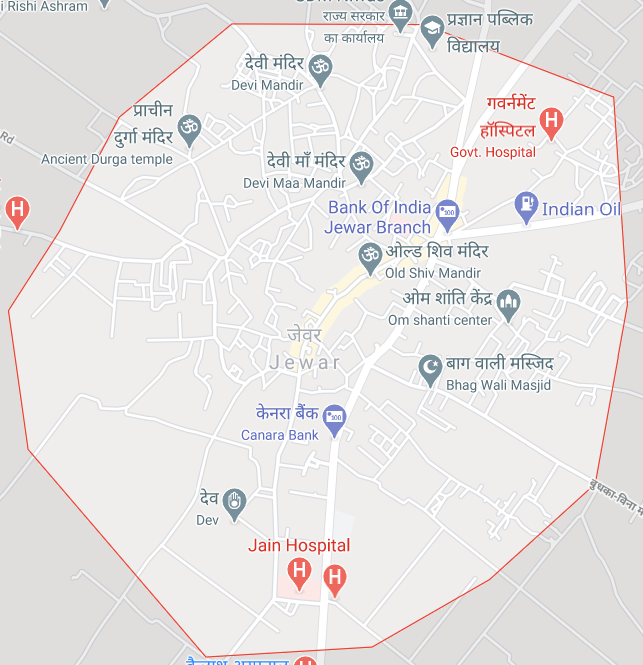 i Rishi Ashram
राज्य सरकार
का कार्यालय
प्रज्ञान पब्लिक
विद्यालय
देवी मंदिर
Devi Mandir
गवर्नमेंट
हॉस्पिटल
Govt. Hospital
प्राचीन
दुर्गा मंदिर
Ancient Durga temple
Rd
देवी माँ मंदिर
Devi Maa Mandir
Bank Of India
Jewar Branch
Indian Oil
ओल्ड शिव मंदिर
Old Shiv Mandir
ओम शांति केंद्र
Om shanti center
जेवर
Jewar
बाग वाली मस्जिद
Bhag Wali Masjid
केनरा बैंक
Canara Bank
देव
Dev
Jain Hospital